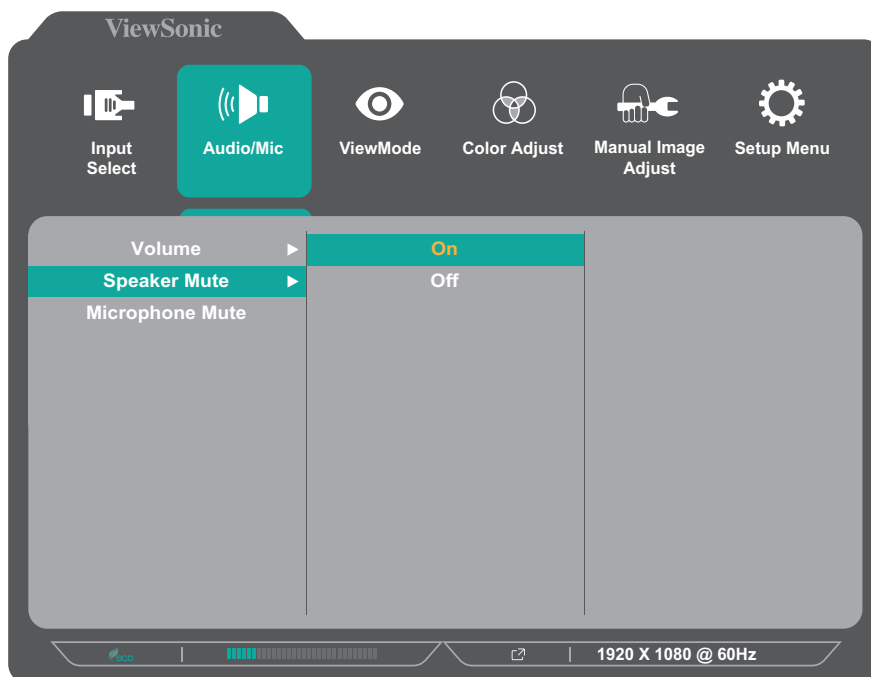 ViewSonic
Input
Select
Audio/Mic
ViewMode
Color Adjust
Manual Image
Adjust
Setup Menu
Volume
On
Speaker Mute
Off
Microphone Mute
eco
1920 X 1080 @ 60Hz